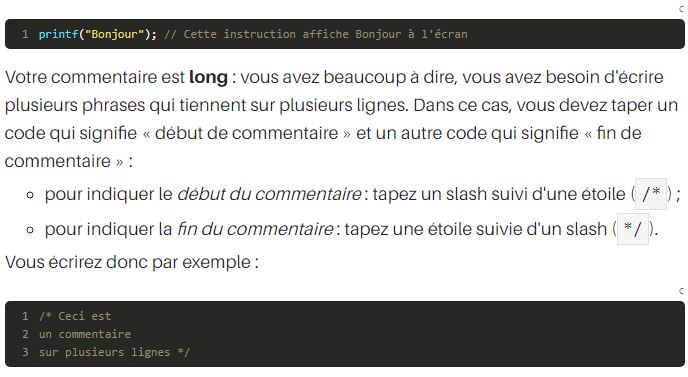 C
1 printf("Bonjour"); // Cette instruction affiche Bonjour à l'écran
Votre commentaire est long : vous avez beaucoup à dire, vous avez besoin d'écrire
plusieurs phrases qui tiennent sur plusieurs lignes. Dans ce cas, vous devez taper un
code qui signifie « début de commentaire » et un autre code qui signifie « fin de
commentaire » :
pour indiquer le début du commentaire : tapez un slash suivi d'une étoile ( /* ) ;
pour indiquer la fin du commentaire : tapez une étoile suivie d'un slash ( */ ).
Vous écrirez donc par exemple :
C
1 /* Ceci est
2 un commentaire
3 sur plusieurs lignes */